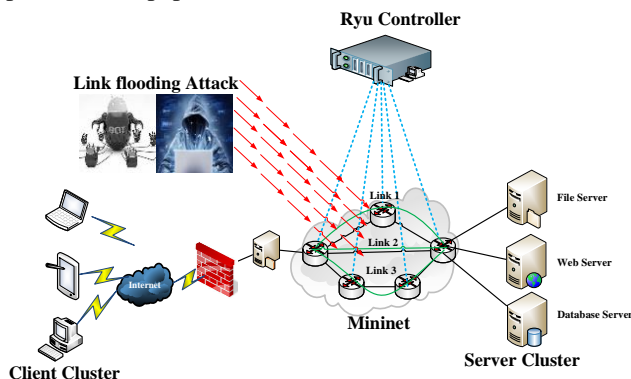 Ryu Controller
Link flooding Attack
BOT
Link 1
File Server
Link 2
Web Server
Internet
Link 3
Mininet
Database Server
Client Cluster
Server Cluster